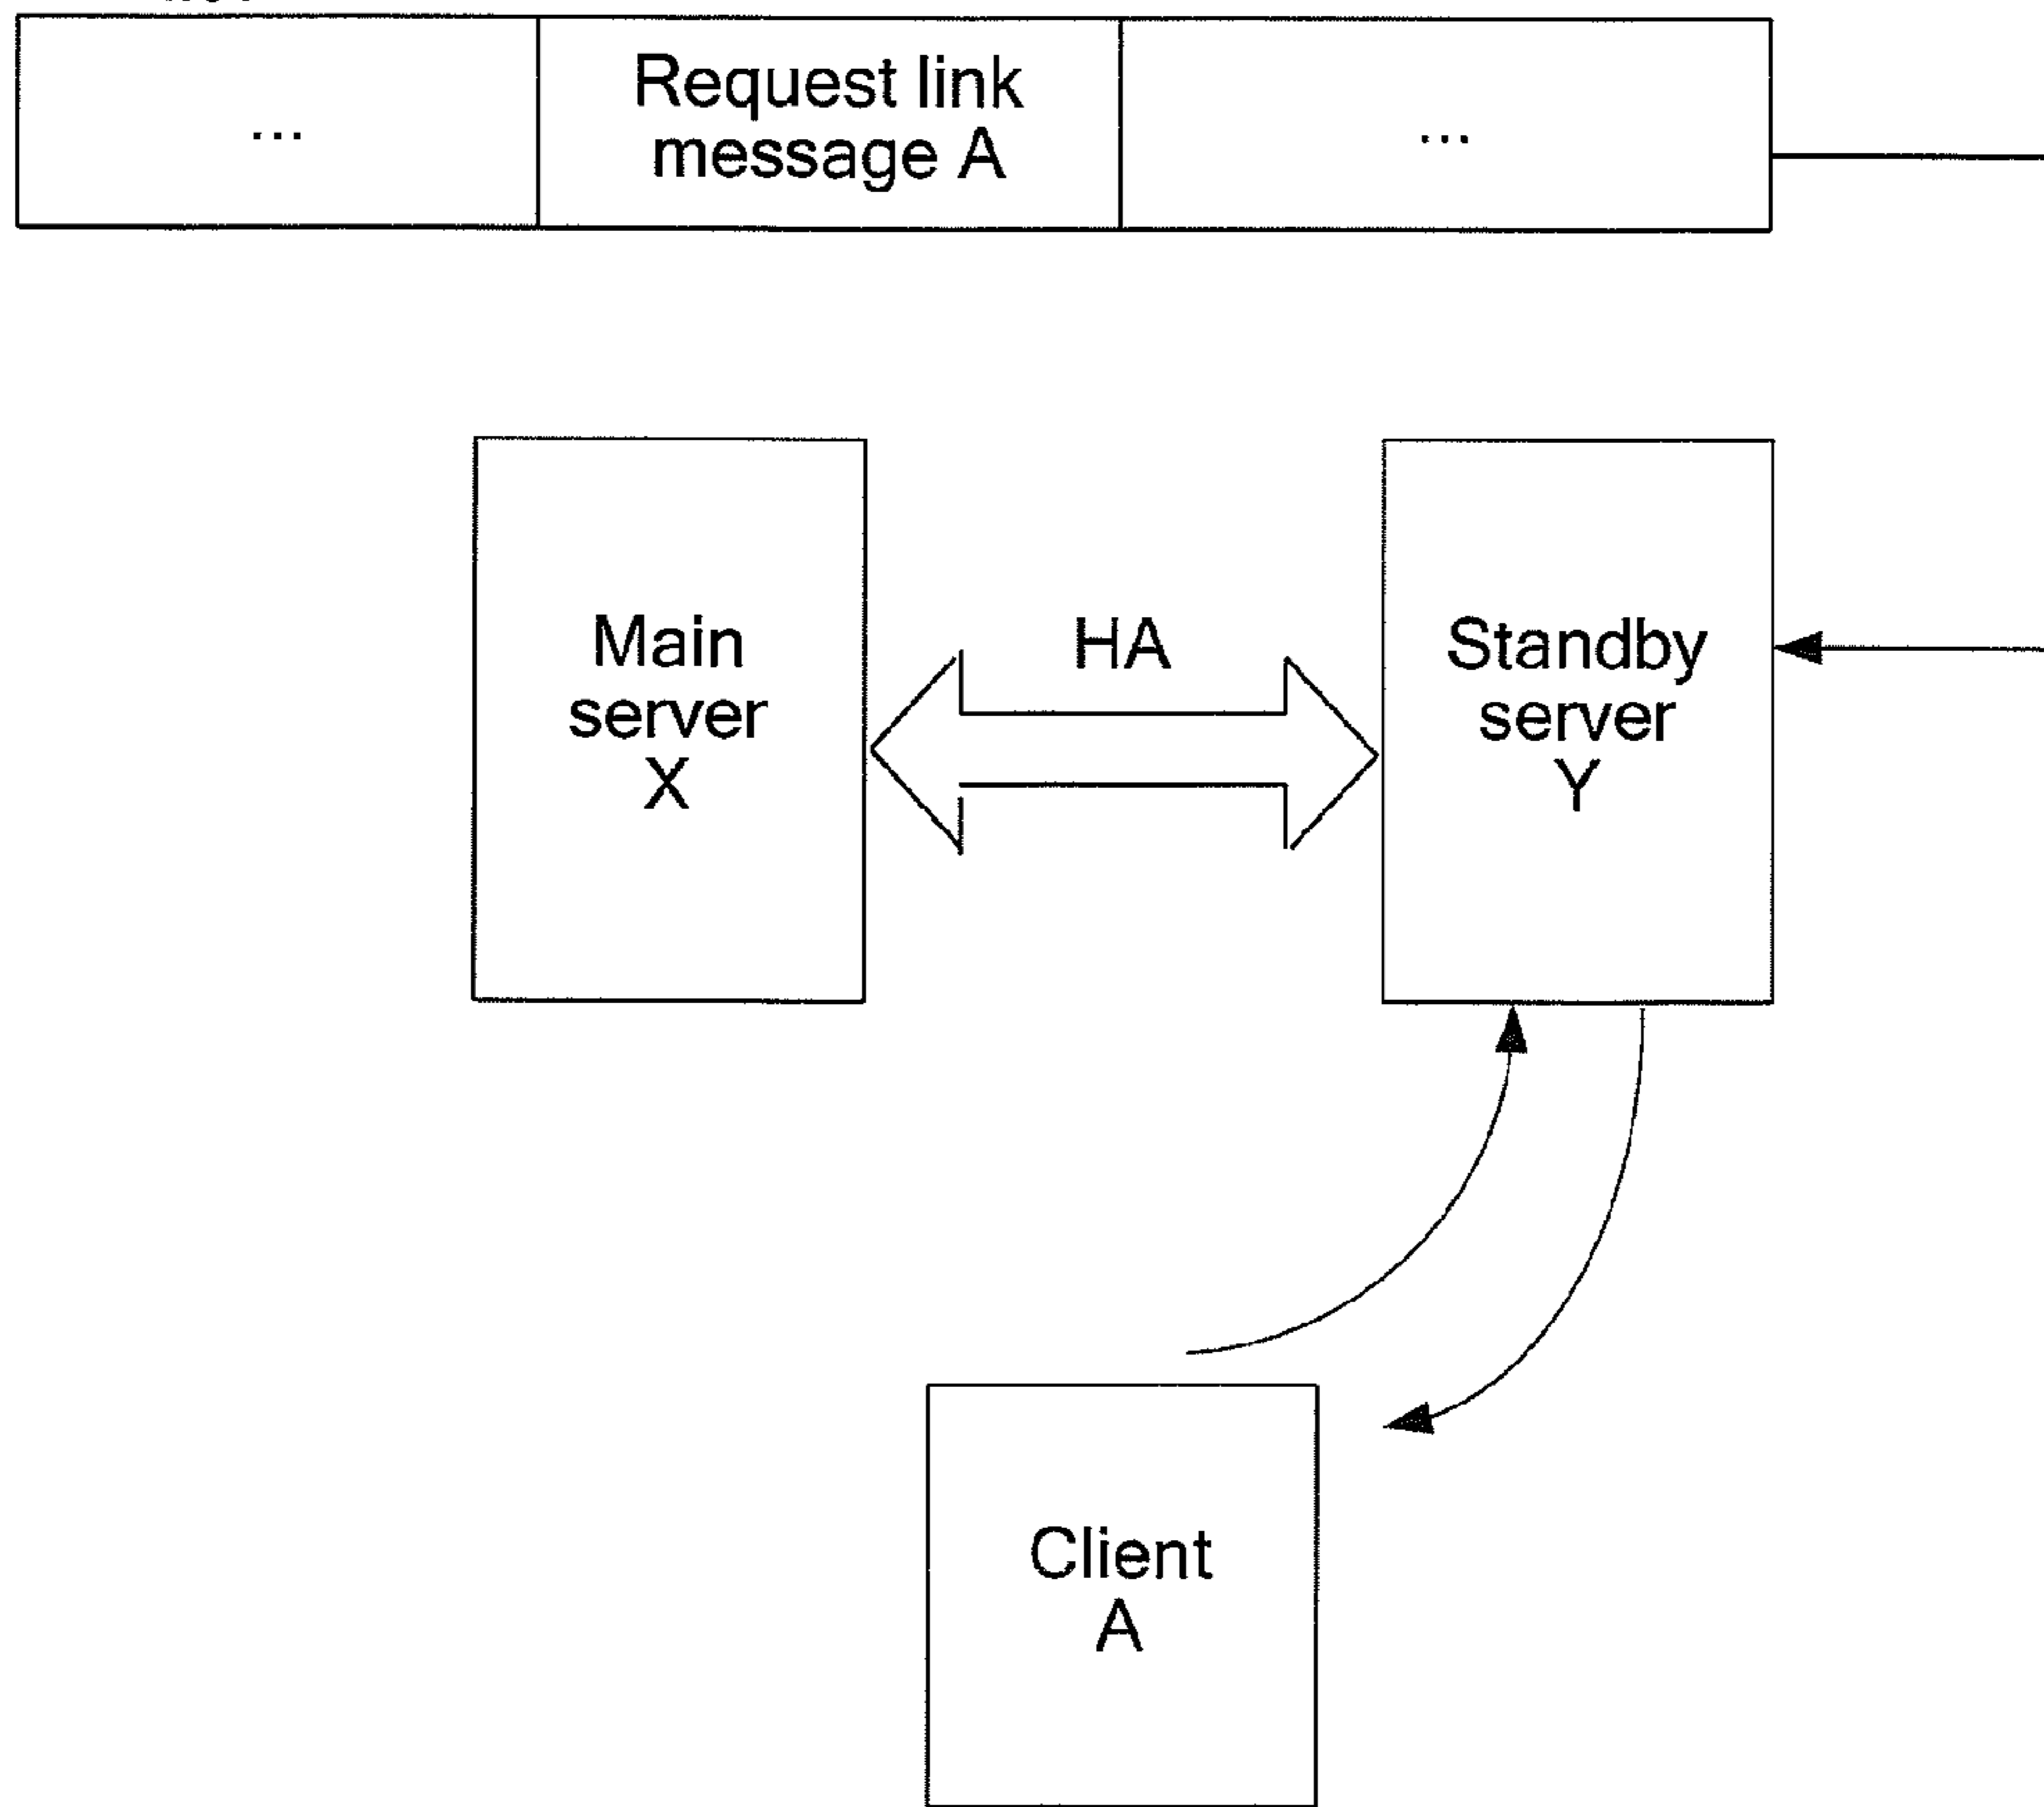 ... Request link ...
message A
Main
server
X
HA
Standby
server
Y
Client
A